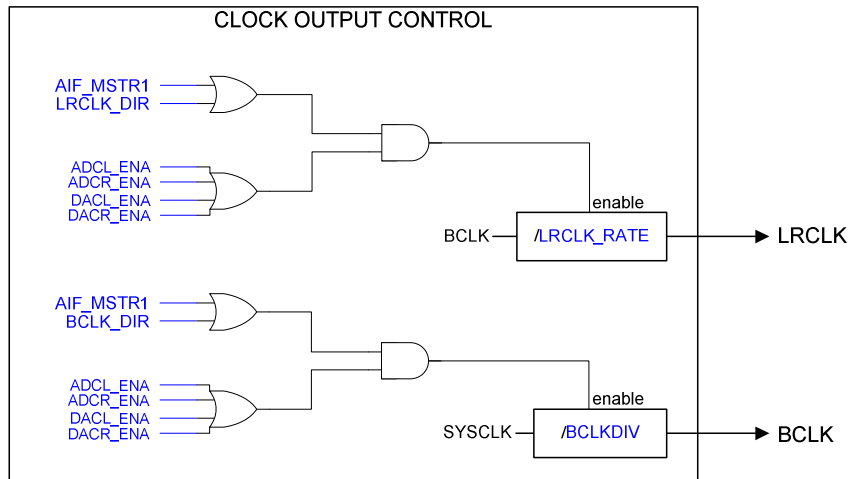 CLOCK OUTPUT CONTROL
AIF_MSTR1
LRCLK_DIR
ADCL_ENA
ADCR_ENA
DACL_ENA
DACR_ENA
enable
BCLK
/LRCLK_RATE
LRCLK
AIF_MSTR1
BCLK_DIR
ADCL_ENA
ADCR_ENA
DACL_ENA
DACR_ENA
enable
SYSCLK
/BCLKDIV
BCLK